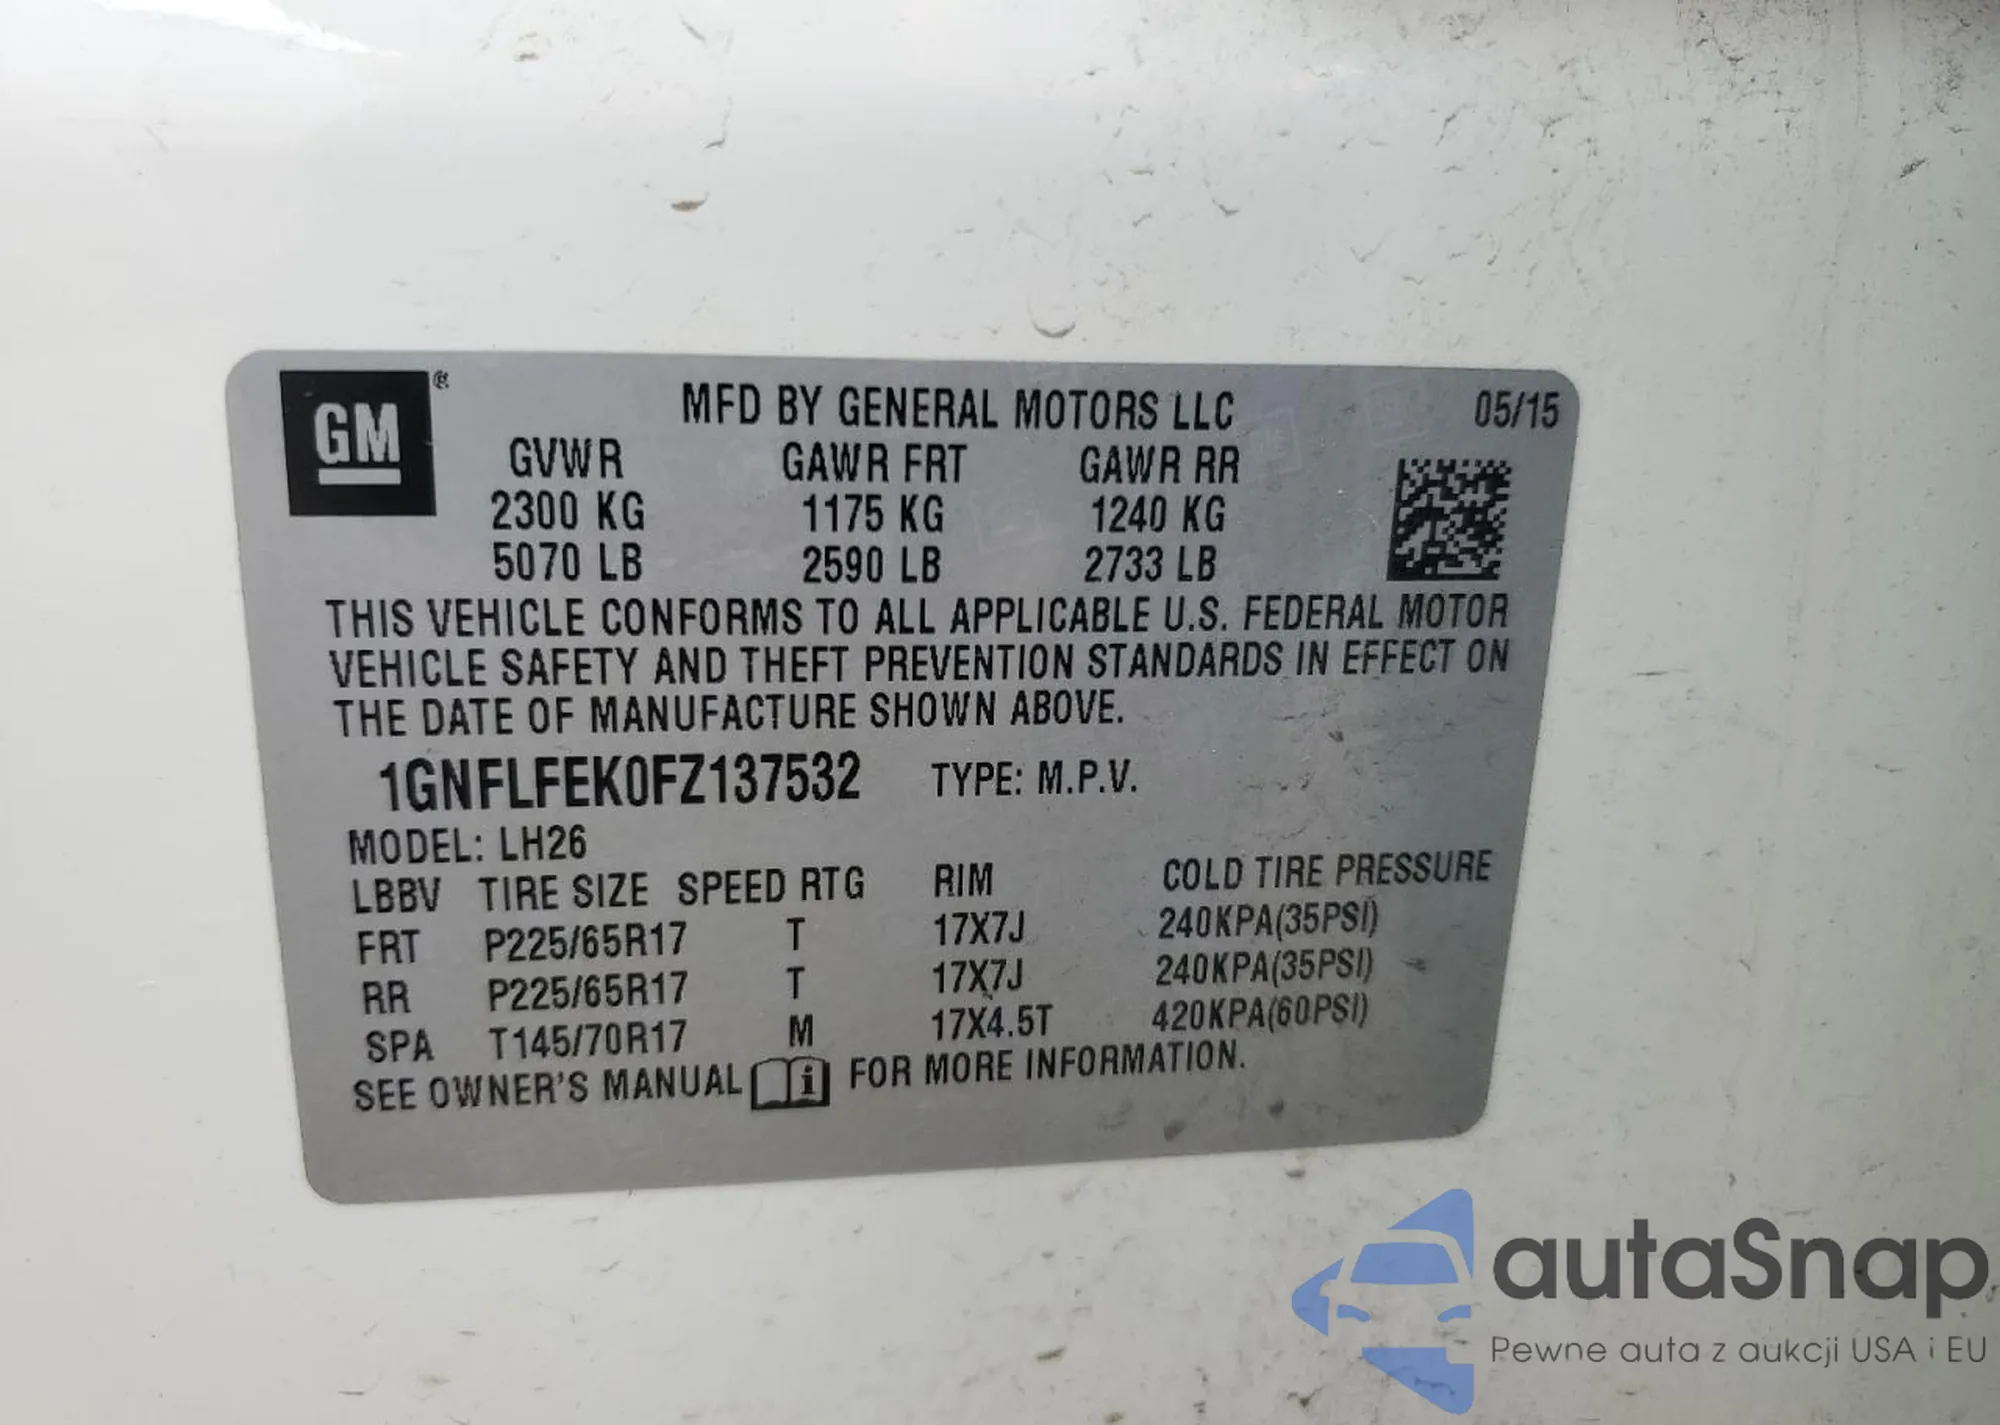 GM ®
MFD BY GENERAL MOTORS LLC 05/15
GVWR GAWR FRT GAWR RR
2300 KG 1175 KG 1240 KG
5070 LB 2590 LB 2733 LB
THIS VEHICLE CONFORMS TO ALL APPLICABLE U.S. FEDERAL MOTOR
VEHICLE SAFETY AND THEFT PREVENTION STANDARDS IN EFFECT ON
THE DATE OF MANUFACTURE SHOWN ABOVE.
1GNFLFEK0FZ137532 TYPE: M.P.V.
MODEL: LH26
LBBV TIRE SIZE SPEED RTG RIM COLD TIRE PRESSURE
FRT P225/65R17 T 17X7J 240KPA(35PSI)
RR P225/65R17 T 17X7J 240KPA(35PSI)
SPA T145/70R17 M 17X4.5T 420KPA(60PSI)
SEE OWNER'S MANUAL i FOR MORE INFORMATION.
autaSnap
Pewne auta z aukcji USA i EU